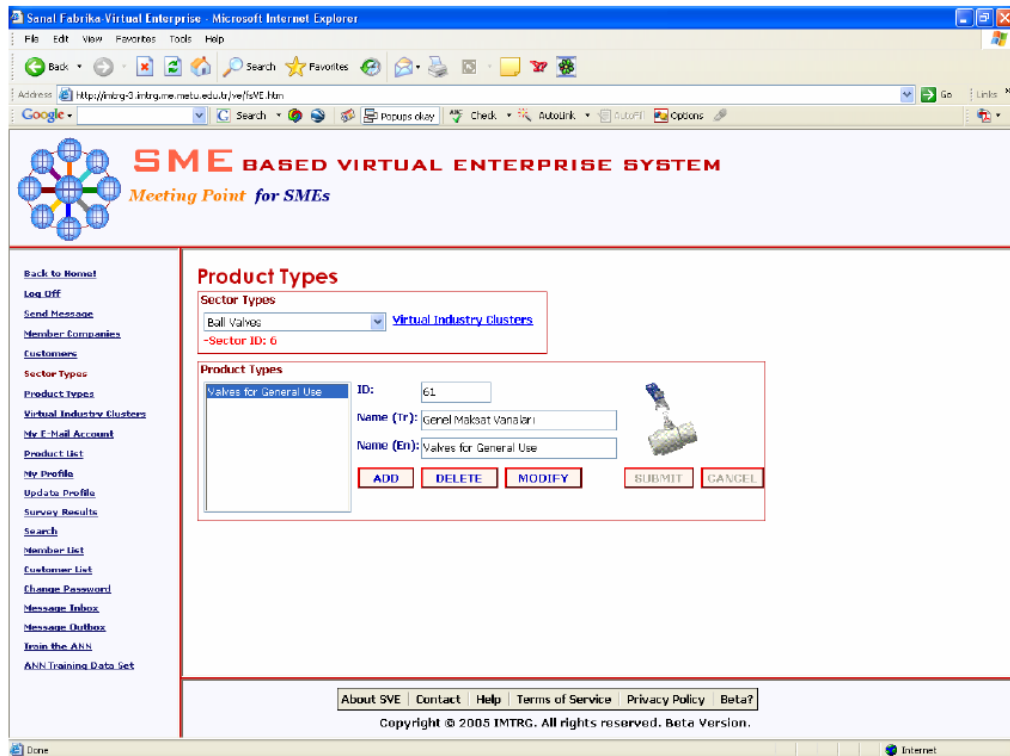 Sanal Fabrika-Virtual Enterprise - Microsoft Internet Explorer
File Edit View Favorites Tools Help
Back Search Favorites
Address http://imtrg-3.imtrg.me.metu.edu.tr/ve/fsVE.htm Go Links »
Google Search Popups okay Check AutoLink AutoFill Options
SME BASED VIRTUAL ENTERPRISE SYSTEM
Meeting Point for SMEs
Back to Home!
Log Off
Send Message
Member Companies
Customers
Sector Types
Product Types
Virtual Industry Clusters
My E-Mail Account
Product List
My Profile
Update Profile
Survey Results
Search
Member List
Customer List
Change Password
Message Inbox
Message Outbox
Train the ANN
ANN Training Data Set
Product Types
Sector Types
Ball Valves Virtual Industry Clusters
-Sector ID: 6
Product Types
Valves for General Use
ID: 61
Name (Tr): Genel Maksat Vanaları
Name (En): Valves for General Use
ADD DELETE MODIFY SUBMIT CANCEL
About SVE | Contact | Help | Terms of Service | Privacy Policy | Beta?
Copyright © 2005 IMTRG. All rights reserved. Beta Version.
Done Internet